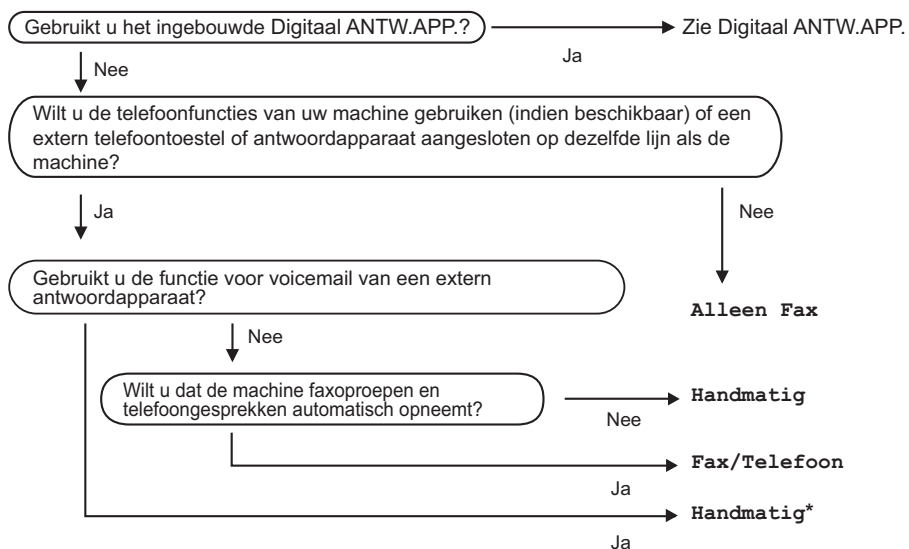 Gebruikt u het ingebouwde Digitaal ANTW.APP.?
Ja
Zie Digitaal ANTW.APP.
Nee
Wilt u de telefoonfuncties van uw machine gebruiken (indien beschikbaar) of een
extern telefoontoestel of antwoordapparaat aangesloten op dezelfde lijn als de
machine?
Ja
Nee
Gebruikt u de functie voor voicemail van een extern
antwoordapparaat?
Alleen Fax
Nee
Wilt u dat de machine faxoproepen en
telefoongesprekken automatisch opneemt?
Nee
Handmatig
Ja
Fax/Telefoon
Ja
Handmatig*